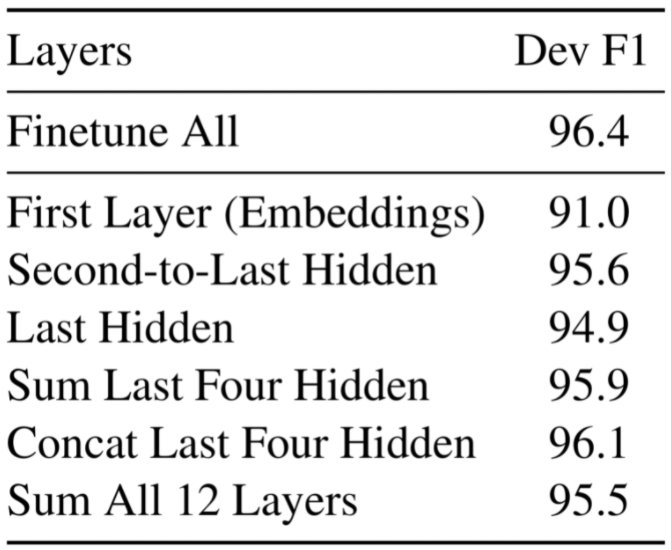 Layers Dev F1
Finetune All 96.4
First Layer (Embeddings) 91.0
Second-to-Last Hidden 95.6
Last Hidden 94.9
Sum Last Four Hidden 95.9
Concat Last Four Hidden 96.1
Sum All 12 Layers 95.5